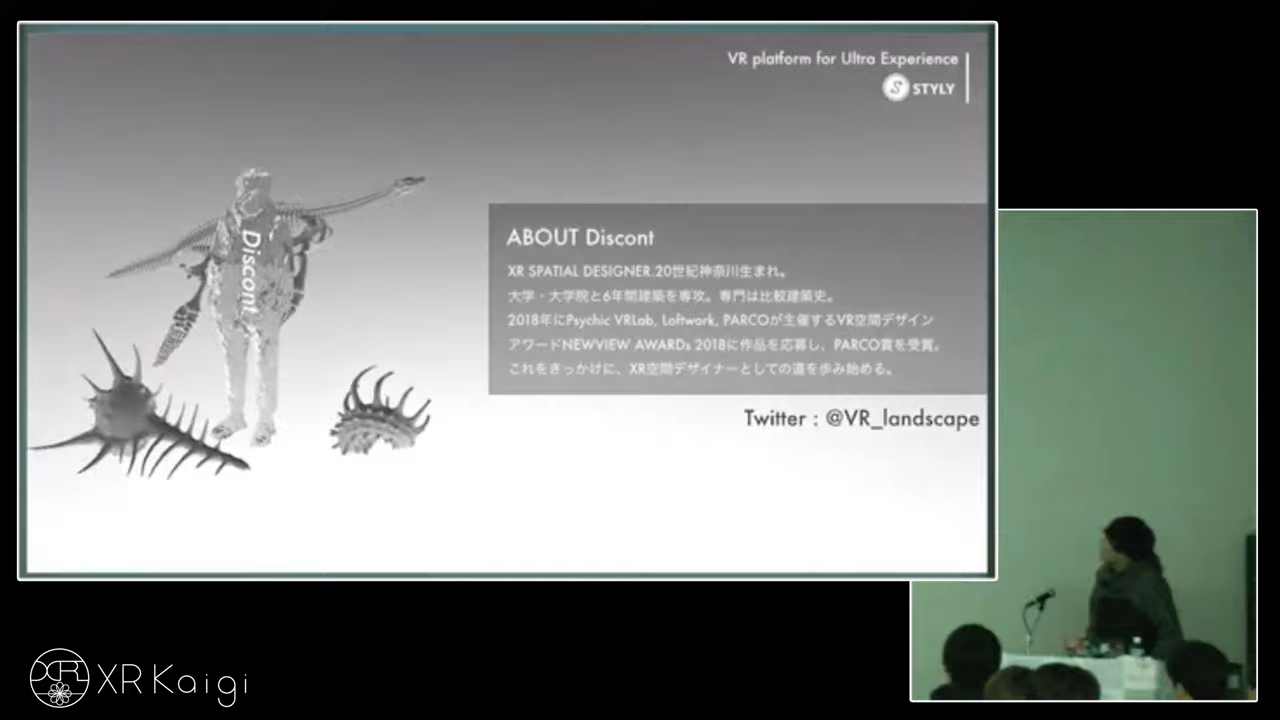 VR platform for Ultra Experience
STYLY
Discont
ABOUT Discont
XR SPATIAL DESIGNER.20世紀神奈川生まれ。
大学・大学院と6年間建築を専攻。専門は比較建築史。
2018年にPsychic VRLab, Loftwork, PARCOが主催するVR空間デザイン
アワードNEWVIEW AWARDs 2018に作品を応募し、PARCO賞を受賞。
これをきっかけに、XR空間デザイナーとしての道を歩み始める。
Twitter : @VR_landscape
XR Kaigi